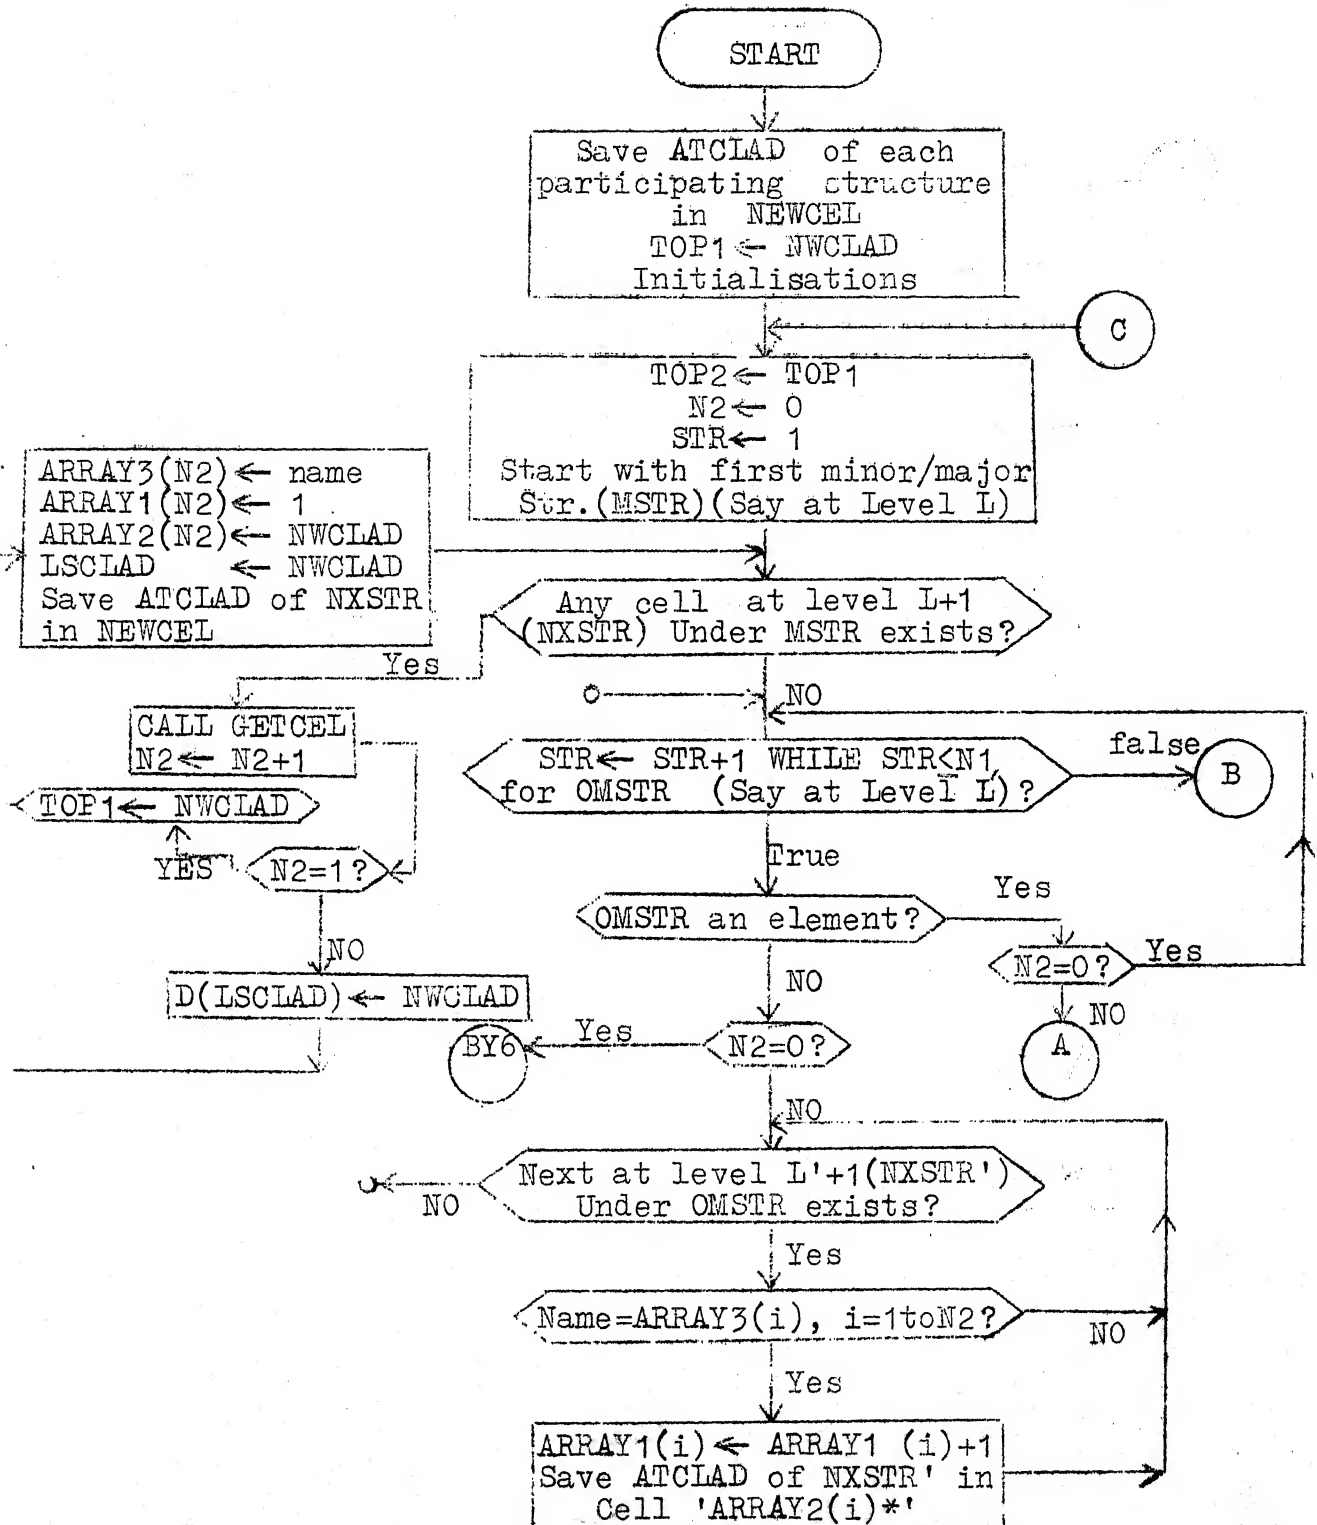 START
Save ATCLAD of each
participating structure
in NEWCEL
TOP1 ← NWCLAD
Initialisations
C
TOP2 ← TOP1
N2 ← 0
STR ← 1
Start with first minor/major
Str.(MSTR)(Say at Level L)
ARRAY3(N2) ← name
ARRAY1(N2) ← 1
ARRAY2(N2) ← NWCLAD
LSCLAD ← NWCLAD
Save ATCLAD of NXSTR
in NEWCEL
Any cell at level L+1
(NXSTR) Under MSTR exists?
Yes
NO
CALL GETCEL
N2 ← N2+1
STR ← STR+1 WHILE STR≤N1,
for OMSTR (Say at Level L)?
false
B
TOP1 ← NWCLAD
YES
N2=1?
True
OMSTR an element?
Yes
N2=0?
Yes
NO
A
NO
D(LSCLAD) ← NWCLAD
NO
BY6
Yes
N2=0?
NO
Next at level L'+1(NXSTR')
Under OMSTR exists?
NO
Yes
Name=ARRAY3(i), i=1toN2?
NO
Yes
ARRAY1(i) ← ARRAY1 (i)+1
Save ATCLAD of NXSTR' in
Cell 'ARRAY2(i)*'